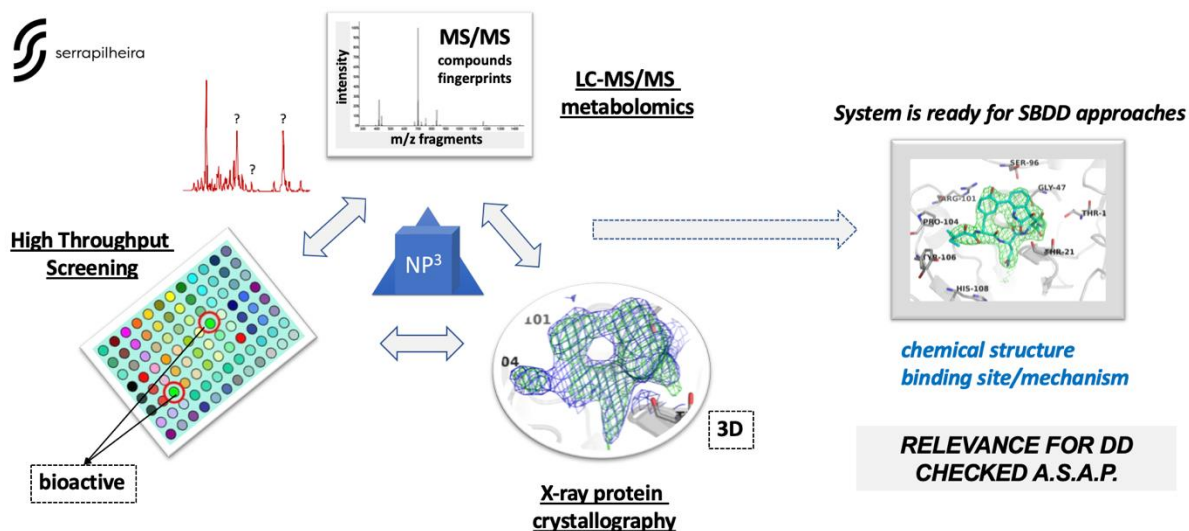 serrapilheira
MS/MS
compounds
fingerprints
intensity
m/z fragments
?
?
?
LC-MS/MS
metabolomics
System is ready for SBDD approaches
SER-96
GLY-47
ARG-101
THR-1
PRO-104
THR-21
HIS-108
High Throughput
Screening
NP³
101
04
bioactive
3D
X-ray protein
crystallography
chemical structure
binding site/mechanism
RELEVANCE FOR DD
CHECKED A.S.A.P.